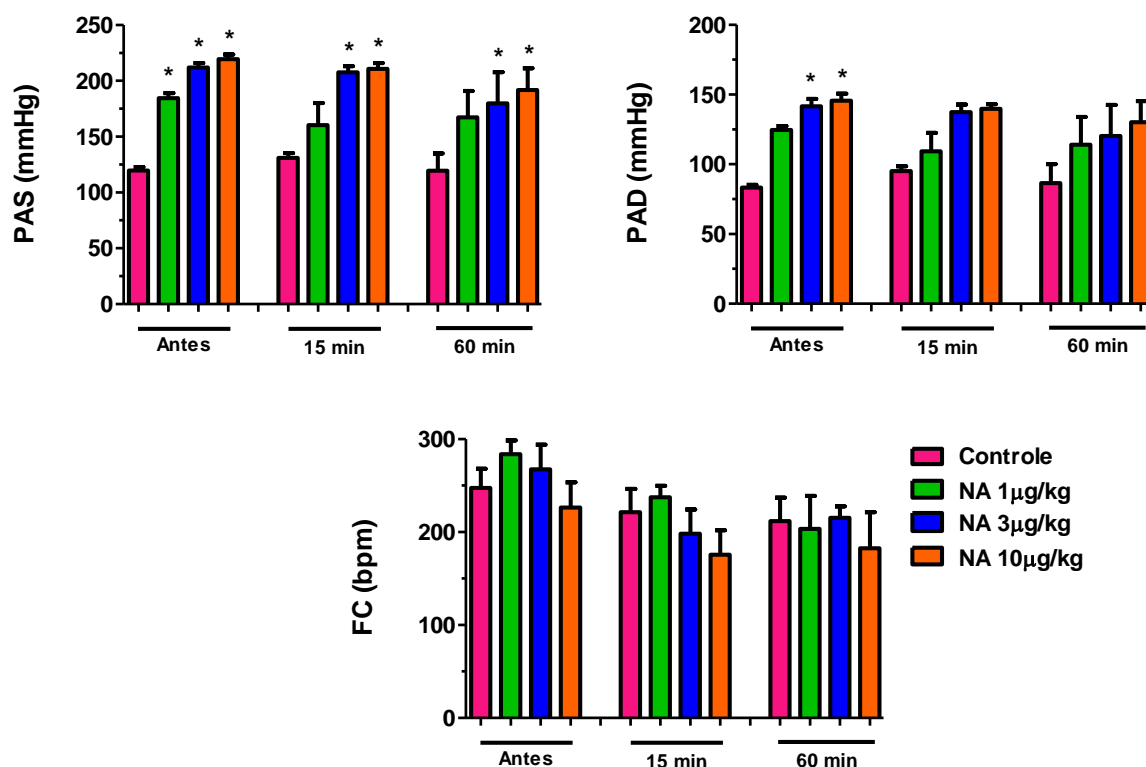 PAS (mmHg)
250
200
150
100
50
0
* * *
* *
* *
Antes 15 min 60 min
PAD (mmHg)
200
150
100
50
0
* *
Antes 15 min 60 min
FC (bpm)
300
200
100
0
Antes 15 min 60 min
Controle
NA 1µg/kg
NA 3µg/kg
NA 10µg/kg